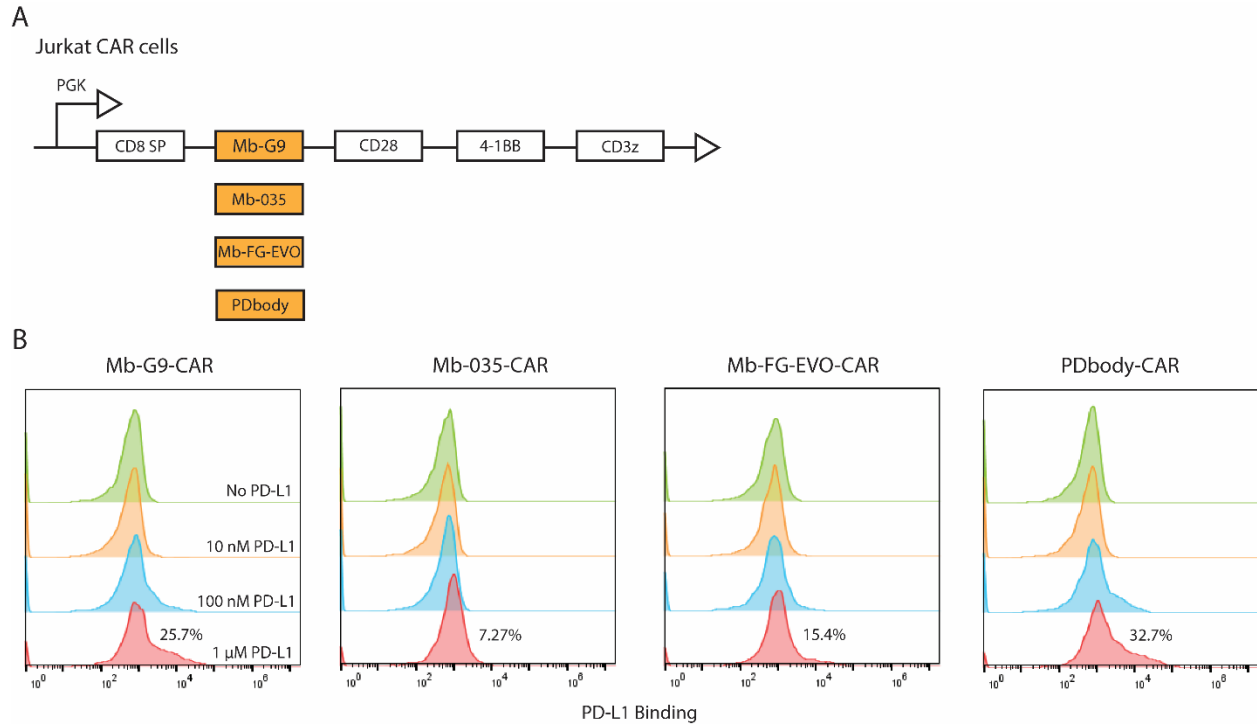 A
Jurkat CAR cells
PGK
CD8 SP Mb-G9 CD28 4-1BB CD3z
Mb-035
Mb-FG-EVO
PDbody
B
Mb-G9-CAR Mb-035-CAR Mb-FG-EVO-CAR PDbody-CAR
No PD-L1
10 nM PD-L1
100 nM PD-L1
25.7% 7.27% 15.4% 32.7%
1 μM PD-L1
10^0 10^2 10^4 10^6 10^0 10^2 10^4 10^6 10^0 10^2 10^4 10^6 10^0 10^2 10^4 10^6
PD-L1 Binding